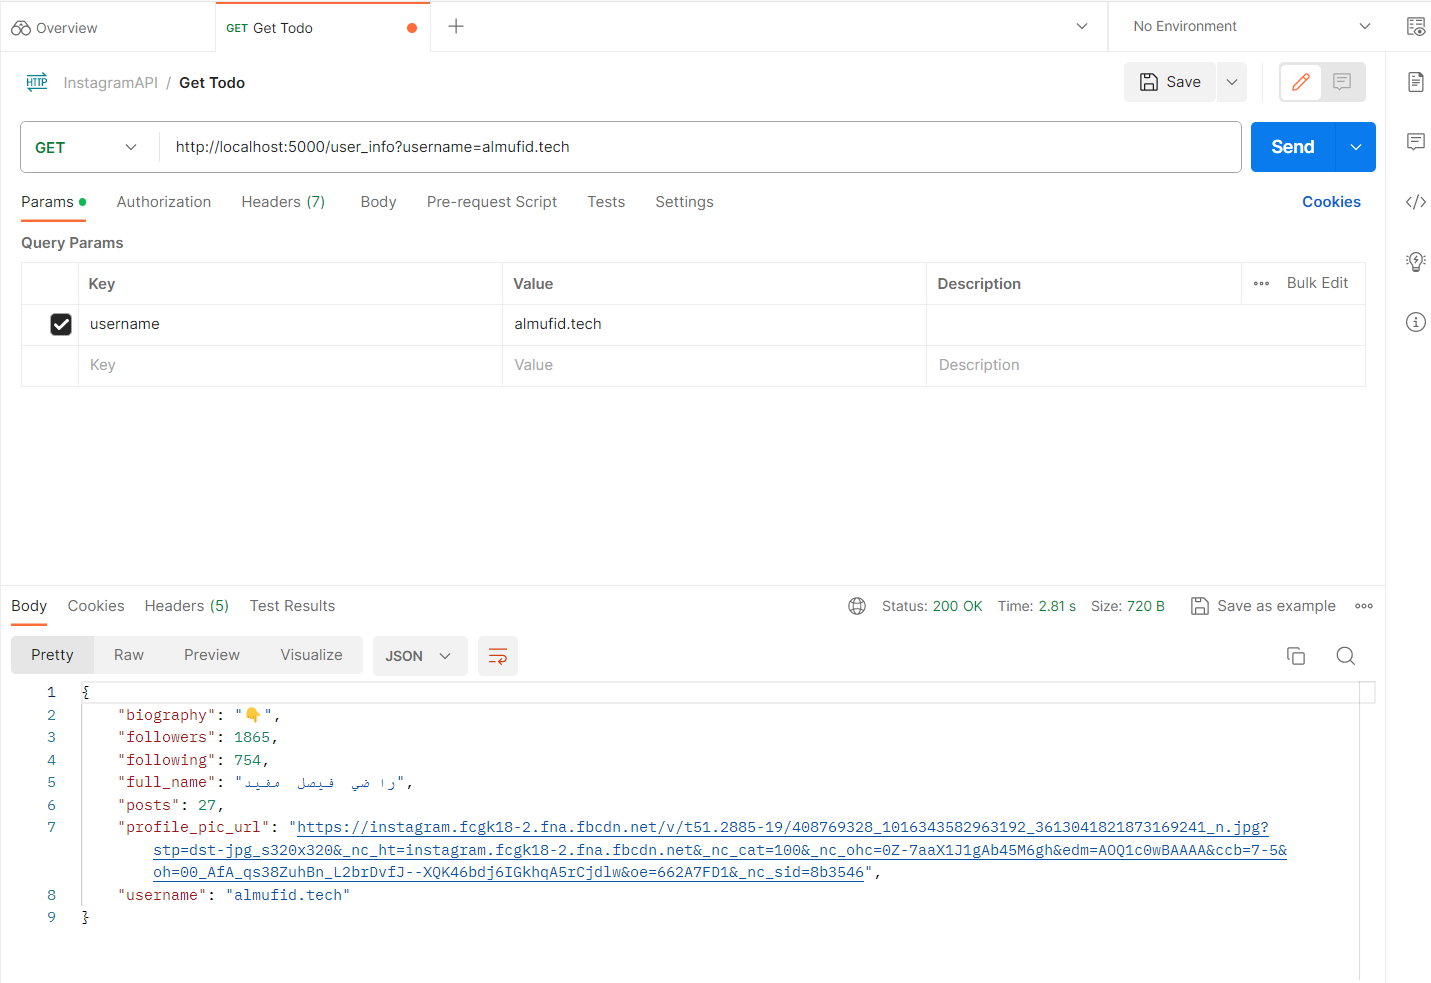 Overview
GET Get Todo
No Environment
HTTP InstagramAPI / Get Todo
Save
GET http://localhost:5000/user_info?username=almufid.tech Send
Params Authorization Headers (7) Body Pre-request Script Tests Settings Cookies
Query Params
Key Value Description Bulk Edit
username almufid.tech
Key Value Description
Body Cookies Headers (5) Test Results Status: 200 OK Time: 2.81 s Size: 720 B Save as example
Pretty Raw Preview Visualize JSON
1 {
2 "biography": "👇",
3 "followers": 1865,
4 "following": 754,
5 "full_name": "را ضي فيصل مفيد",
6 "posts": 27,
7 "profile_pic_url": "https://instagram.fcgk18-2.fna.fbcdn.net/v/t51.2885-19/408769328_1016343582963192_3613041821873169241_n.jpg?
stp=dst-jpg_s320x320&_nc_ht=instagram.fcgk18-2.fna.fbcdn.net&_nc_cat=100&_nc_ohc=0Z-7aaX1J1gAb45M6gh&edm=AOQ1c0wBAAAA&ccb=7-5&
oh=00_AfA_qs38ZuhBn_L2brDvfJ--XQK46bdj6IGkhqA5rCjdlw&oe=662A7FD1&_nc_sid=8b3546",
8 "username": "almufid.tech"
9 }